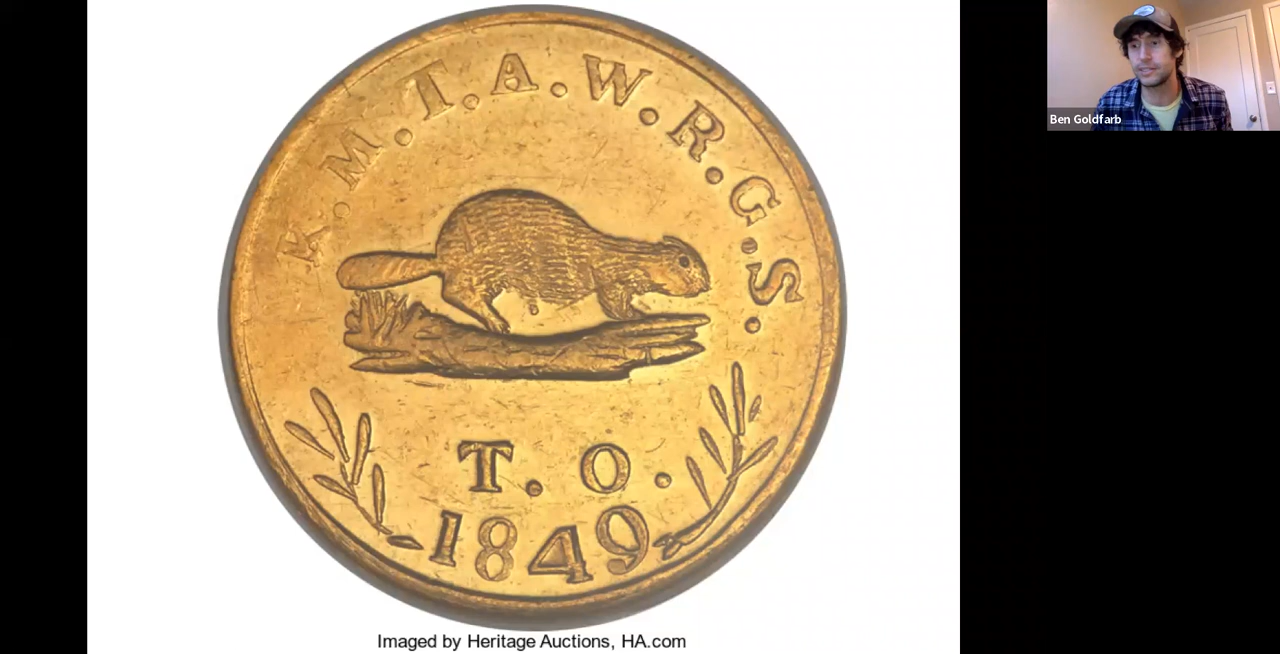 K.M.T.A.W.R.G.S.
T. O.
1849
Imaged by Heritage Auctions, HA.com
Ben Goldfarb